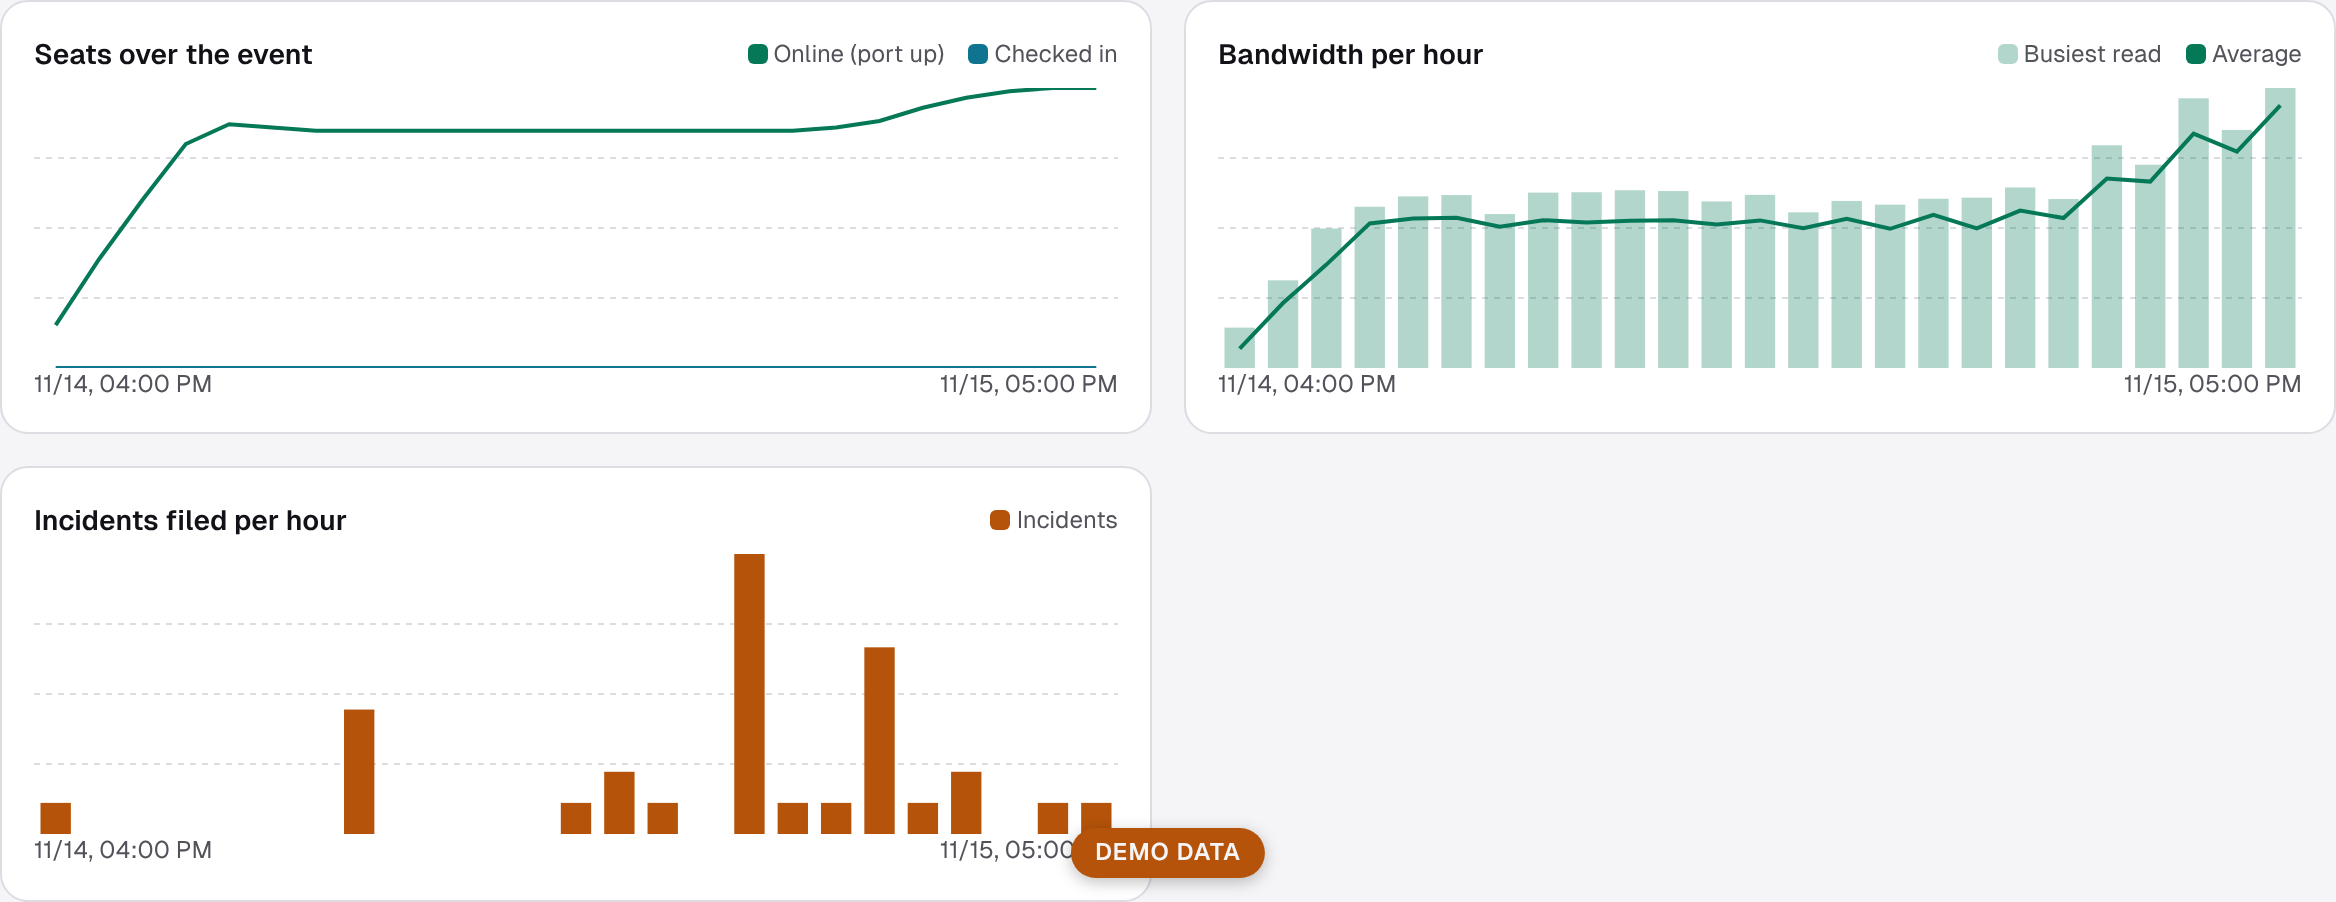 Seats over the event
Online (port up)
Checked in
11/14, 04:00 PM
11/15, 05:00 PM
Bandwidth per hour
Busiest read
Average
11/14, 04:00 PM
11/15, 05:00 PM
Incidents filed per hour
Incidents
11/14, 04:00 PM
11/15, 05:00
DEMO DATA